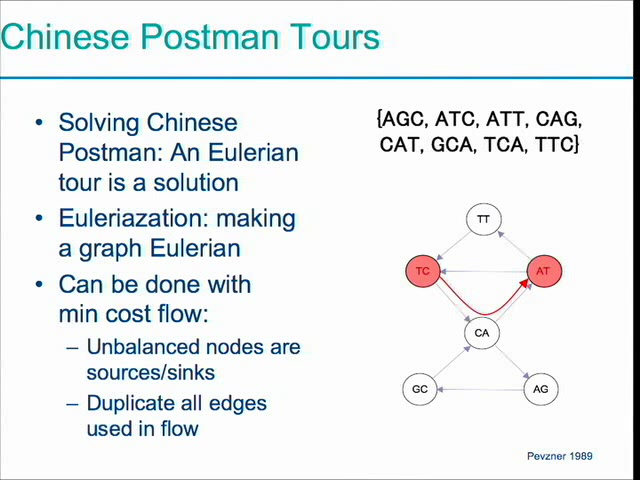 Chinese Postman Tours
• Solving Chinese
Postman: An Eulerian
tour is a solution
• Euleriazation: making
a graph Eulerian
• Can be done with
min cost flow:
– Unbalanced nodes are
sources/sinks
– Duplicate all edges
used in flow
{AGC, ATC, ATT, CAG,
CAT, GCA, TCA, TTC}
TT
TC
AT
CA
GC
AG
Pevzner 1989